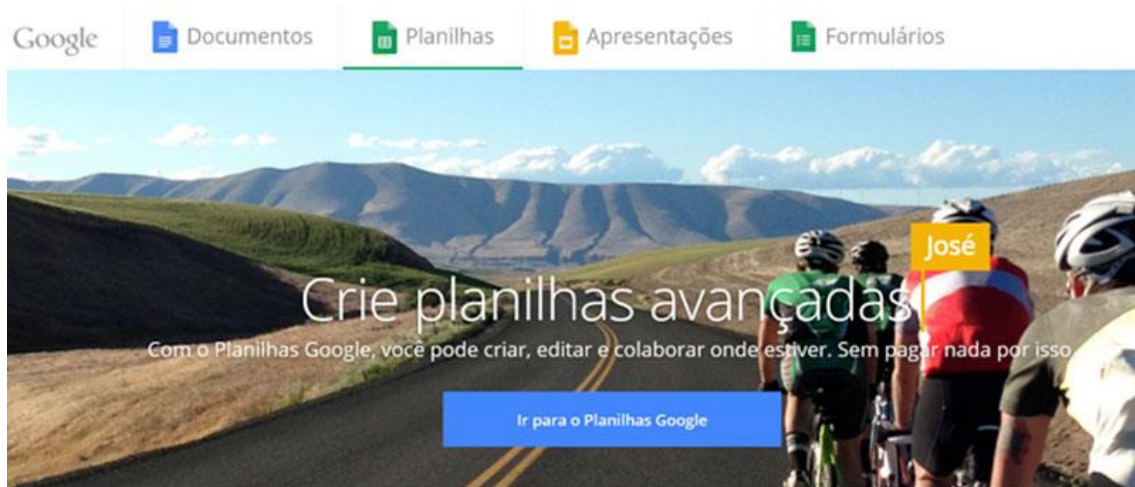 Google Documentos Planilhas Apresentações Formulários
José
Crie planilhas avançadas
Com o Planilhas Google, você pode criar, editar e colaborar onde estiver. Sem pagar nada por isso
Ir para o Planilhas Google